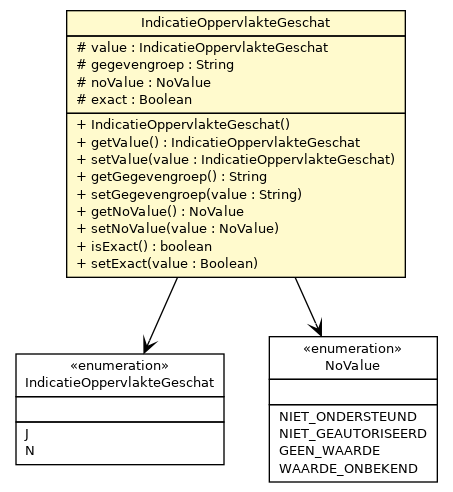 IndicatieOppervlakteGeschat
# value : IndicatieOppervlakteGeschat
# gegevengroep : String
# noValue : NoValue
# exact : Boolean
+ IndicatieOppervlakteGeschat()
+ getValue() : IndicatieOppervlakteGeschat
+ setValue(value : IndicatieOppervlakteGeschat)
+ getGegevengroep() : String
+ setGegevengroep(value : String)
+ getNoValue() : NoValue
+ setNoValue(value : NoValue)
+ isExact() : boolean
+ setExact(value : Boolean)
«enumeration»
IndicatieOppervlakteGeschat
J
N
«enumeration»
NoValue
NIET_ONDERSTEUND
NIET_GEAUTORISEERD
GEEN_WAARDE
WAARDE_ONBEKEND